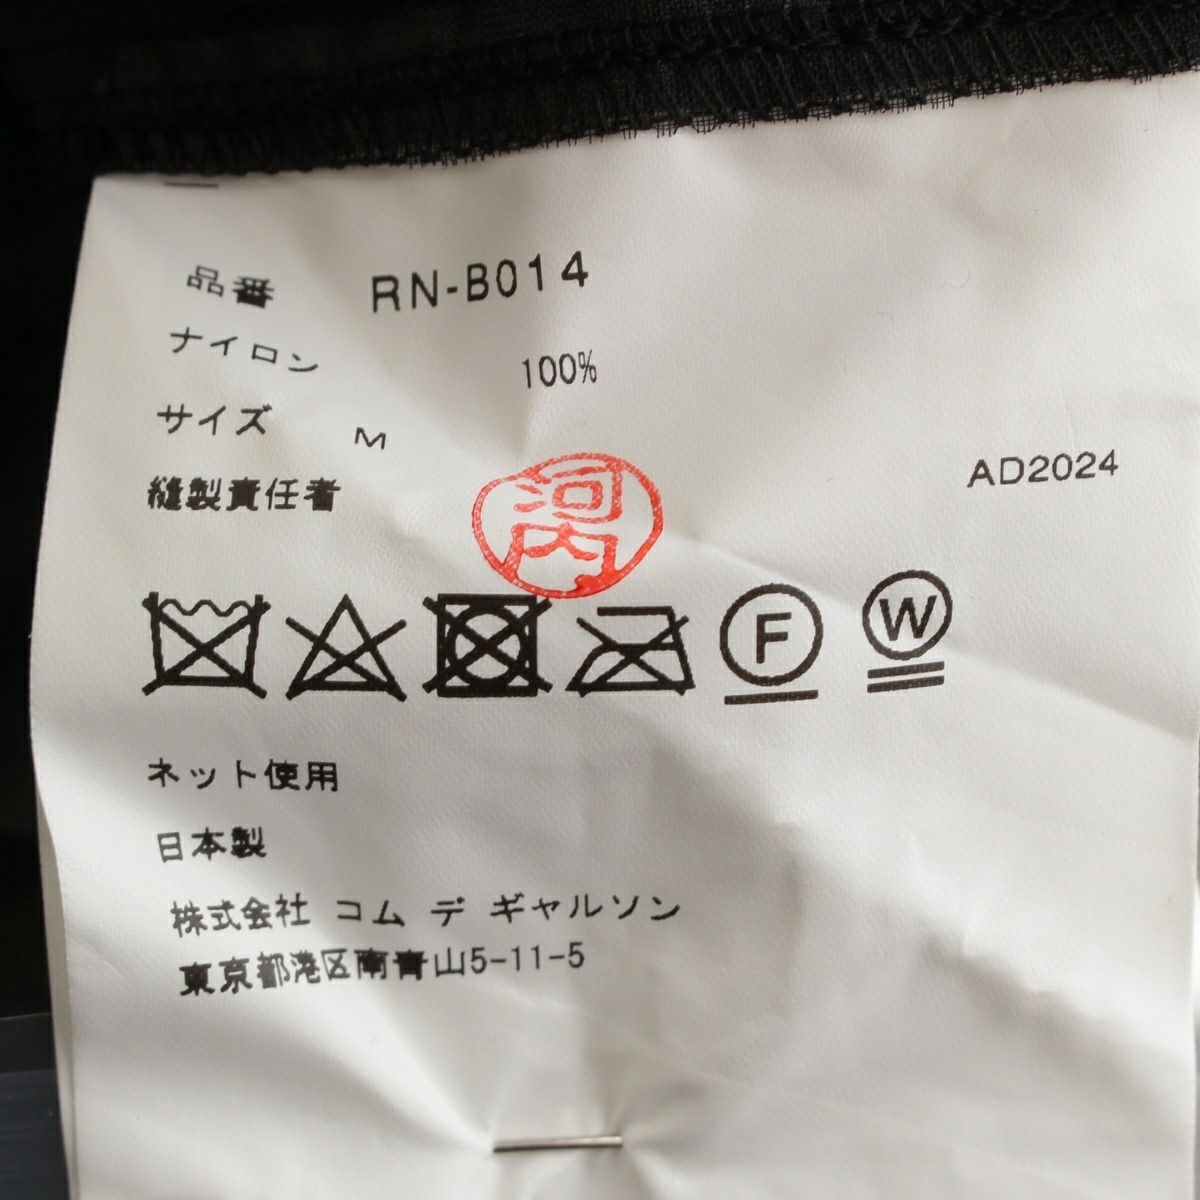 品番 RN-B014
ナイロン 100%
サイズ M
縫製責任者 河内
AD2024
F W
ネット使用
日本製
株式会社 コム デ ギャルソン
東京都港区南青山5-11-5